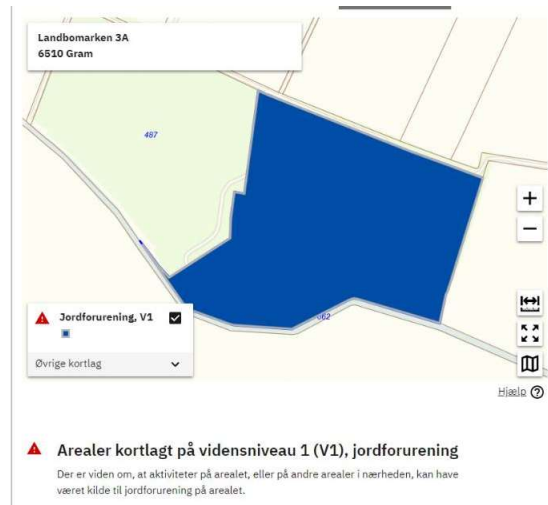 Landbomarken 3A
6510 Gram
487
662
Jordforurening, V1
Øvrige kortlag
Hjælp
Arealer kortlagt på vidensniveau 1 (V1), jordforurening
Der er viden om, at aktiviteter på arealet, eller på andre arealer i nærheden, kan have
været kilde til jordforurening på arealet.